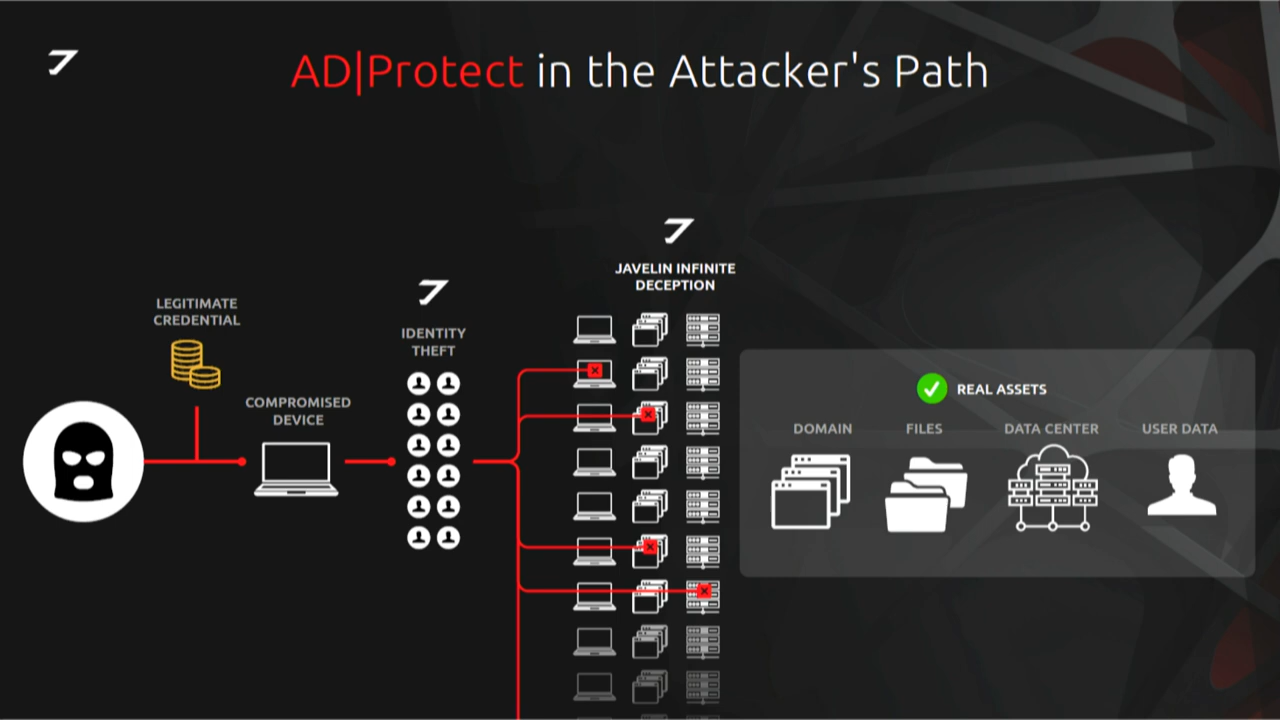 AD|Protect in the Attacker's Path
JAVELIN INFINITE
DECEPTION
LEGITIMATE
CREDENTIAL
IDENTITY
THEFT
COMPROMISED
DEVICE
REAL ASSETS
DOMAIN
FILES
DATA CENTER
USER DATA